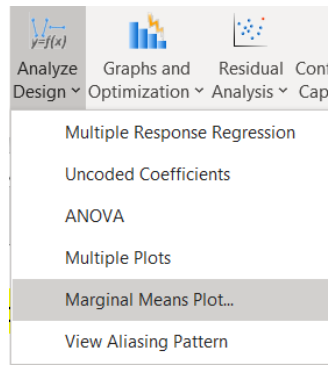 y=f(x)
Analyze Graphs and Residual
Design Optimization Analysis Cap
Multiple Response Regression
Uncoded Coefficients
ANOVA
Multiple Plots
Marginal Means Plot...
View Aliasing Pattern